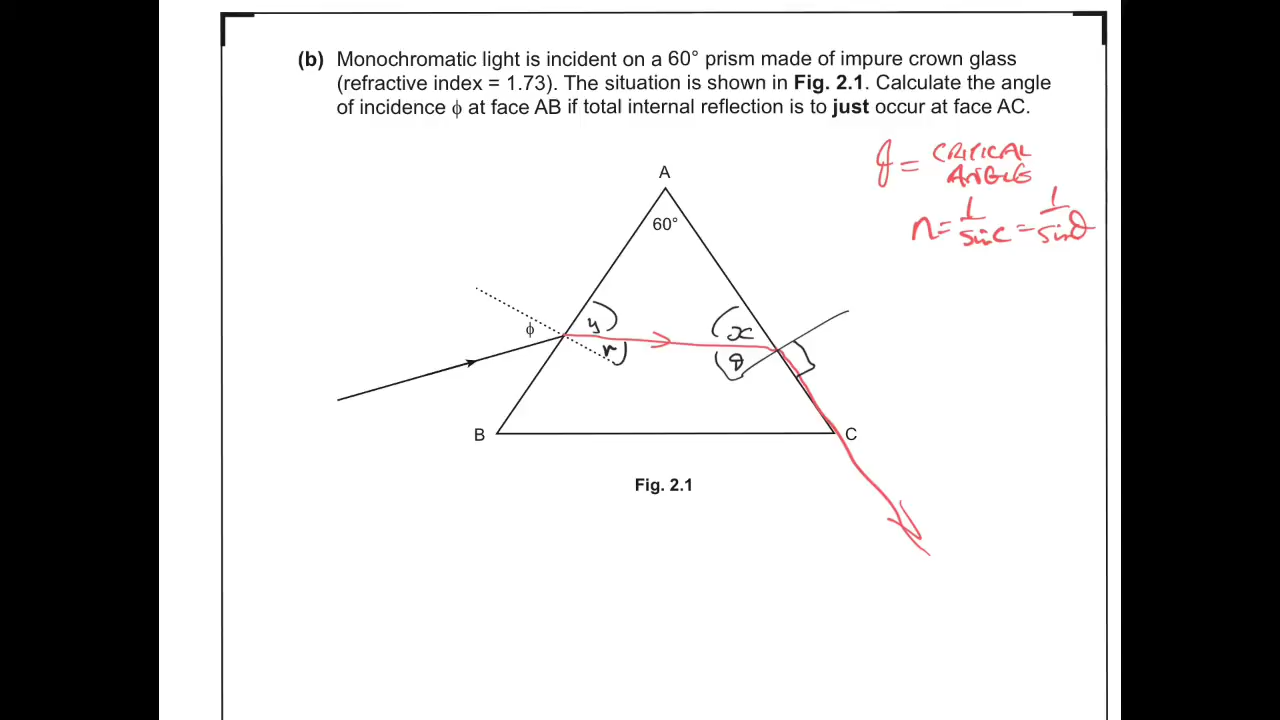 (b) Monochromatic light is incident on a 60° prism made of impure crown glass
(refractive index = 1.73). The situation is shown in Fig. 2.1. Calculate the angle
of incidence ϕ at face AB if total internal reflection is to just occur at face AC.
θ = CRITICAL
ANGLE
n = 1/sin c = 1/sin θ
A
60°
ϕ
y
x
r
θ
B
C
Fig. 2.1